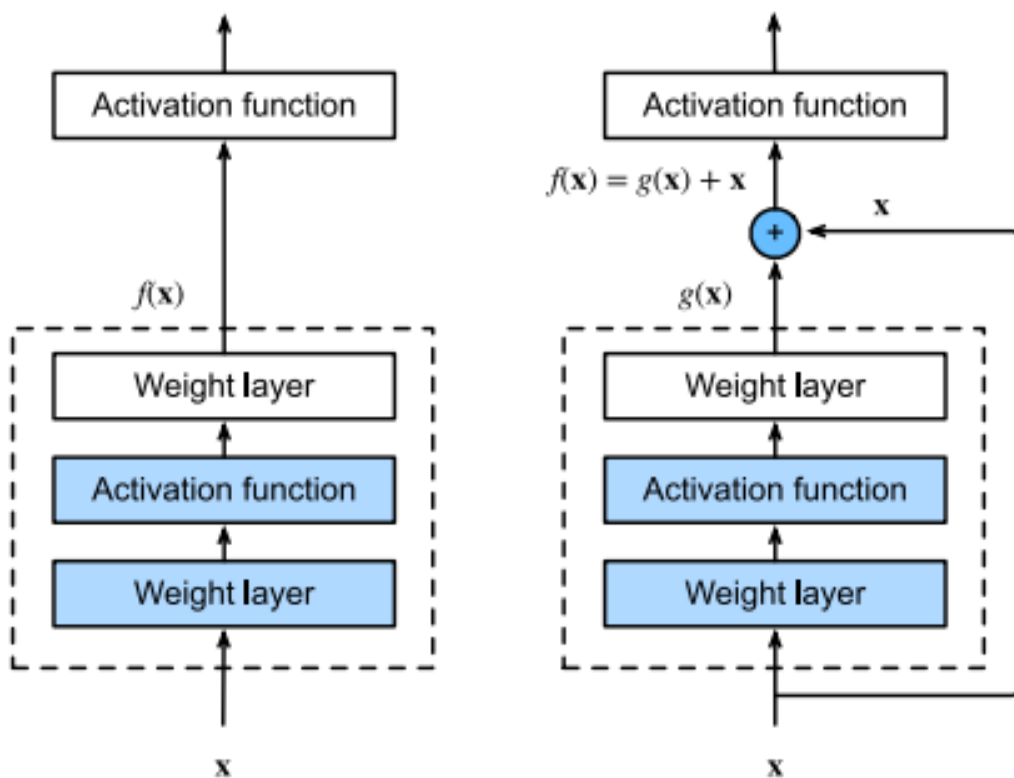 Activation function
f(x)
Weight layer
Activation function
Weight layer
x
Activation function
f(x) = g(x) + x
x
+
g(x)
Weight layer
Activation function
Weight layer
x